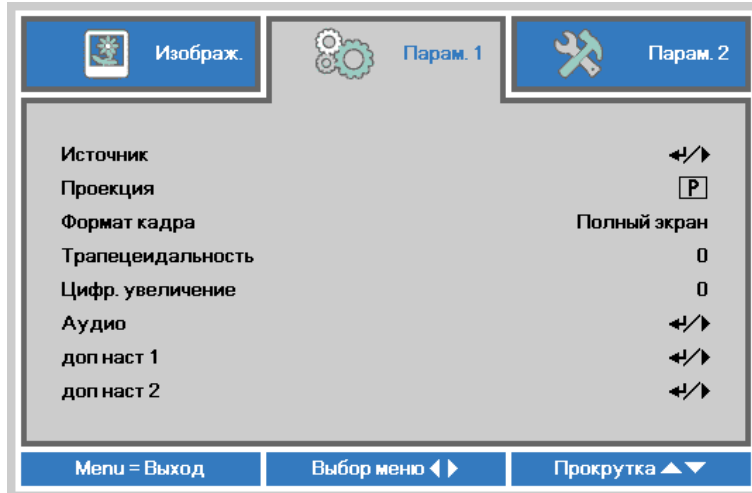 Изображ. Парам. 1 Парам. 2
Источник
Проекция P
Формат кадра Полный экран
Трапецеидальность 0
Цифр. увеличение 0
Аудио
доп наст 1
доп наст 2
Menu = Выход Выбор меню Прокрутка